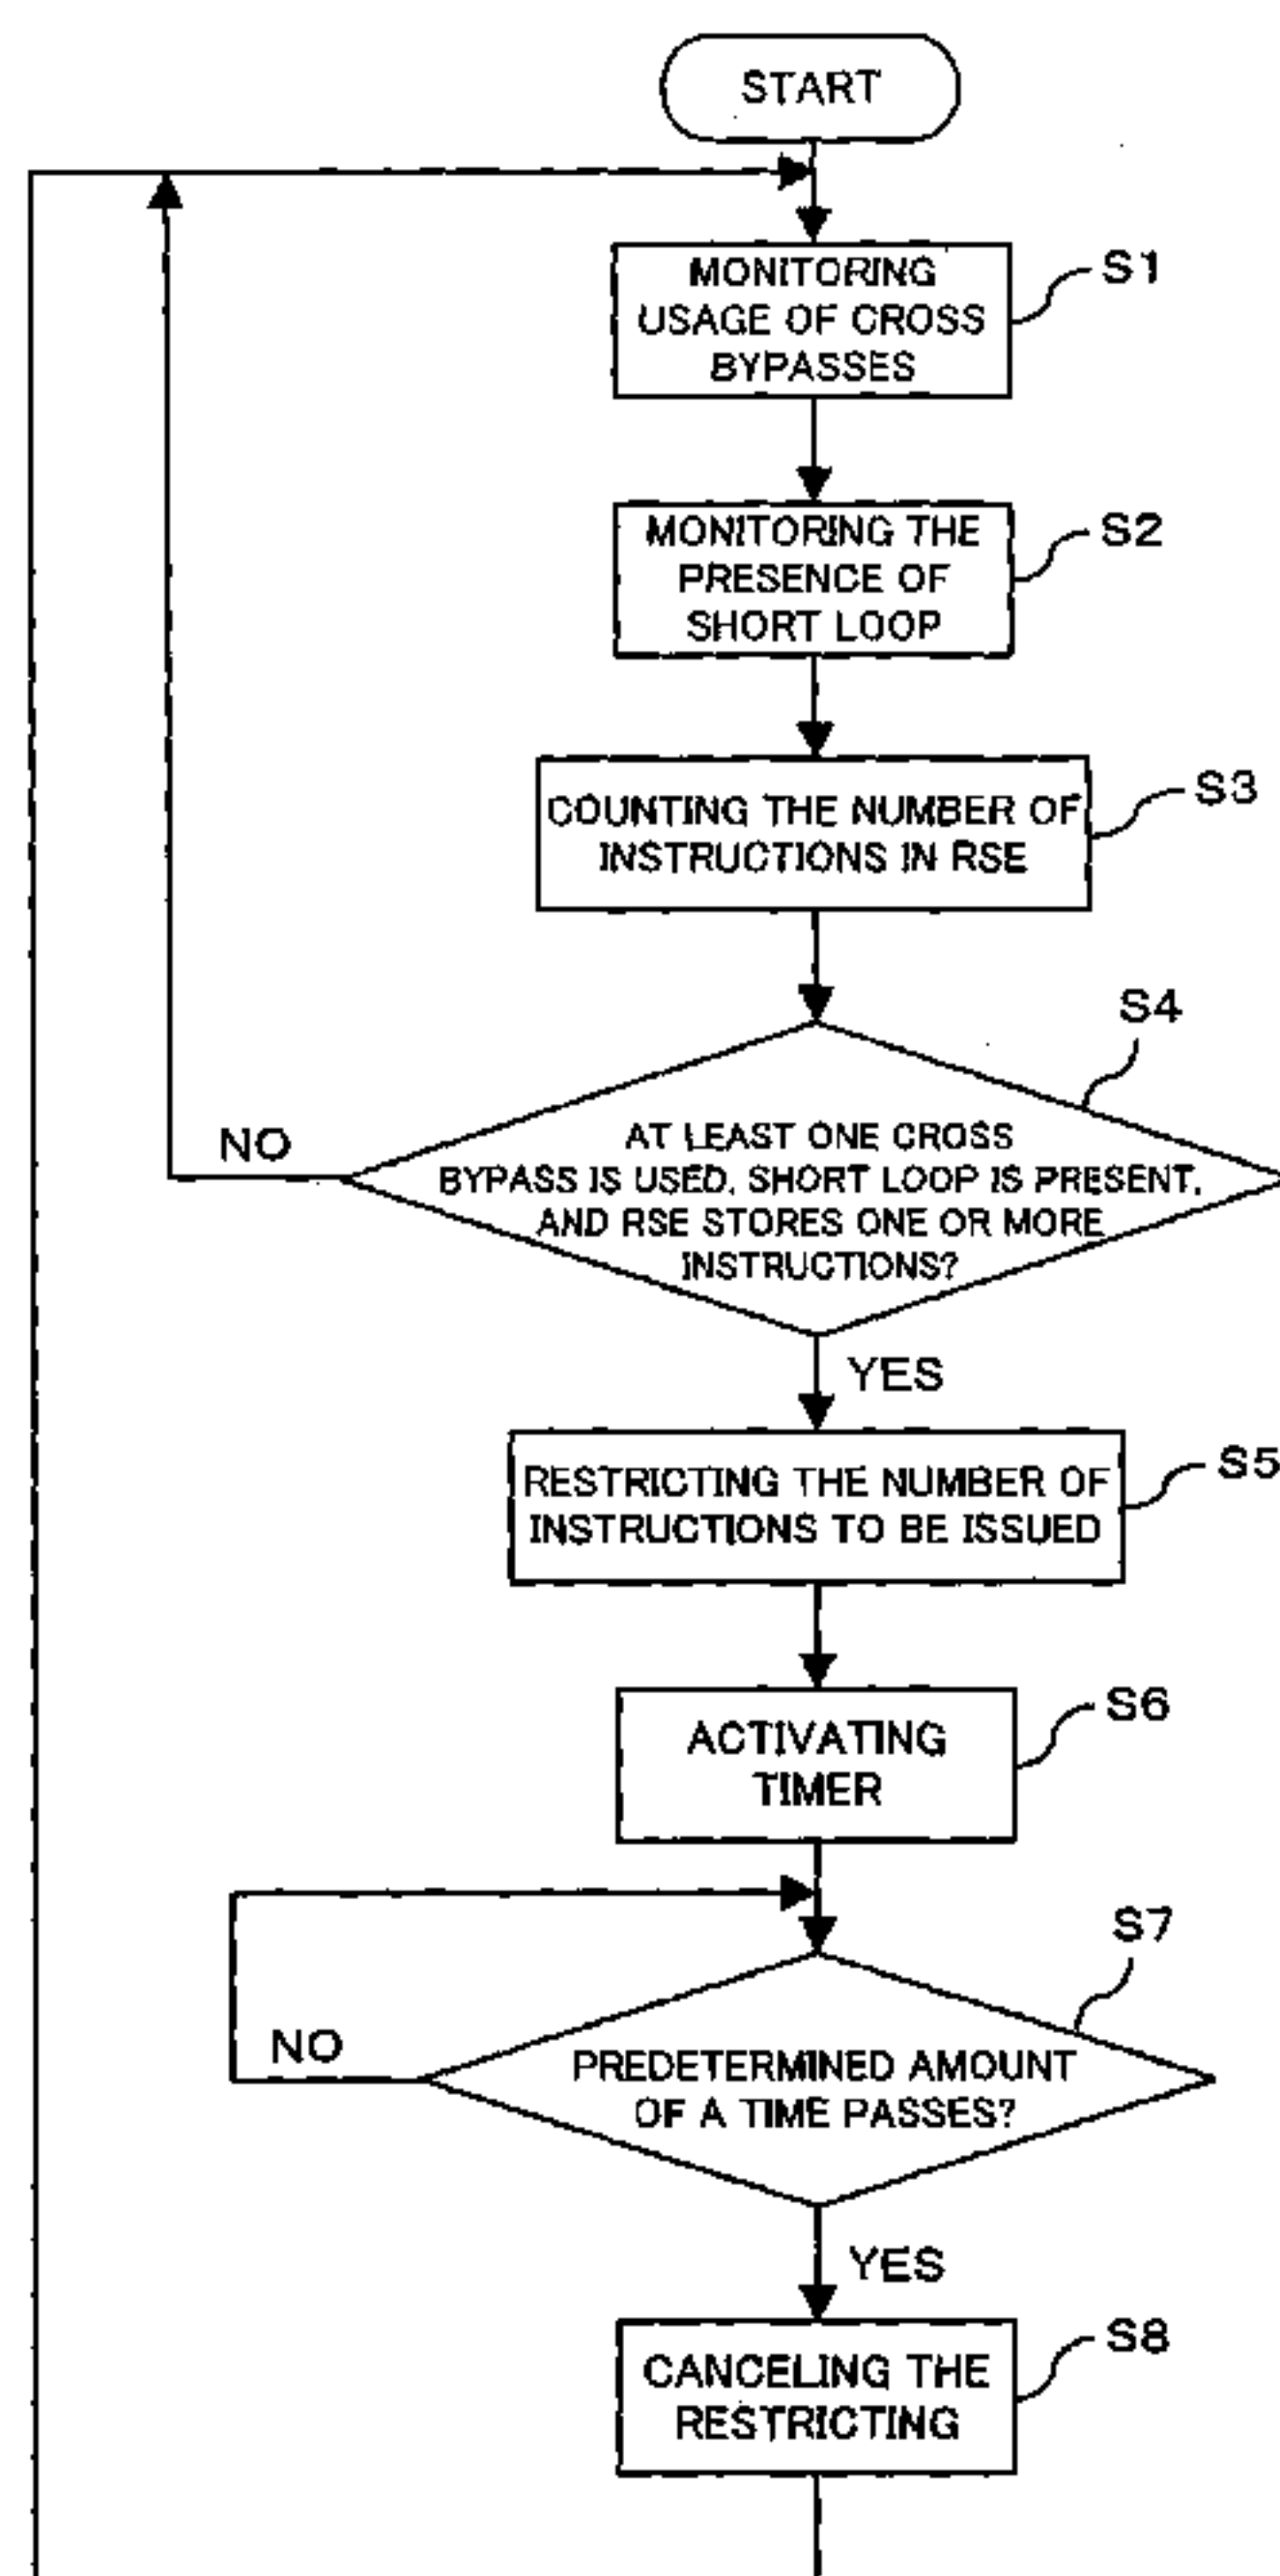 START
MONITORING
USAGE OF CROSS
BYPASSES
S1
MONITORING THE
PRESENCE OF
SHORT LOOP
S2
COUNTING THE NUMBER OF
INSTRUCTIONS IN RSE
S3
S4
AT LEAST ONE CROSS
BYPASS IS USED, SHORT LOOP IS PRESENT,
AND RSE STORES ONE OR MORE
INSTRUCTIONS?
NO
YES
RESTRICTING THE NUMBER OF
INSTRUCTIONS TO BE ISSUED
S5
ACTIVATING
TIMER
S6
S7
PREDETERMINED AMOUNT
OF A TIME PASSES?
NO
YES
CANCELING THE
RESTRICTING
S8